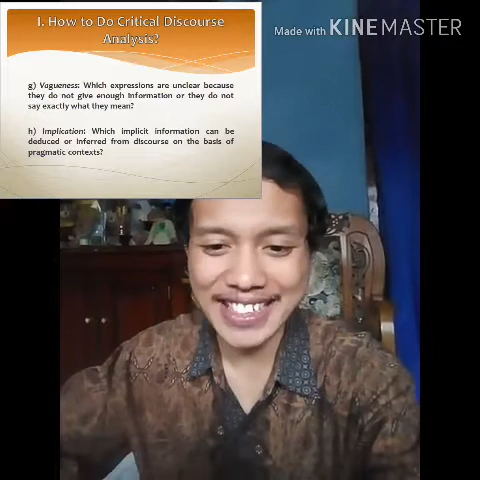 I. How to Do Critical Discourse
Analysis?
Made with KINEMASTER
g) Vagueness: Which expressions are unclear because
they do not give enough information or they do not
say exactly what they mean?
h) Implication: Which implicit information can be
deduced or inferred from discourse on the basis of
pragmatic contexts?